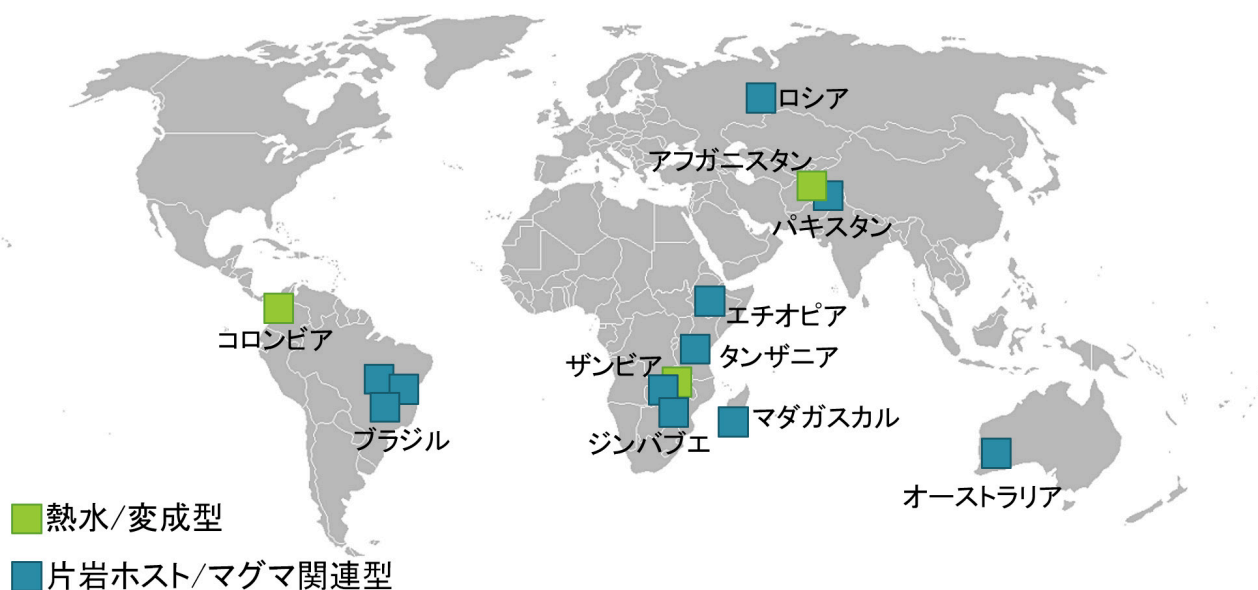 ロシア
アフガニスタン
パキスタン
エチオピア
コロンビア
タンザニア
ザンビア
マダガスカル
ブラジル
ジンバブエ
オーストラリア
熱水/変成型
片岩ホスト/マグマ関連型